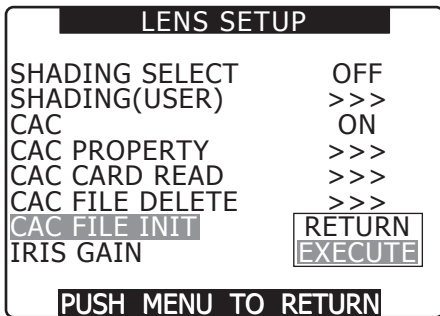 LENS SETUP
SHADING SELECT OFF
SHADING(USER) >>>
CAC ON
CAC PROPERTY >>>
CAC CARD READ >>>
CAC FILE DELETE >>>
CAC FILE INIT RETURN
IRIS GAIN EXECUTE
PUSH MENU TO RETURN